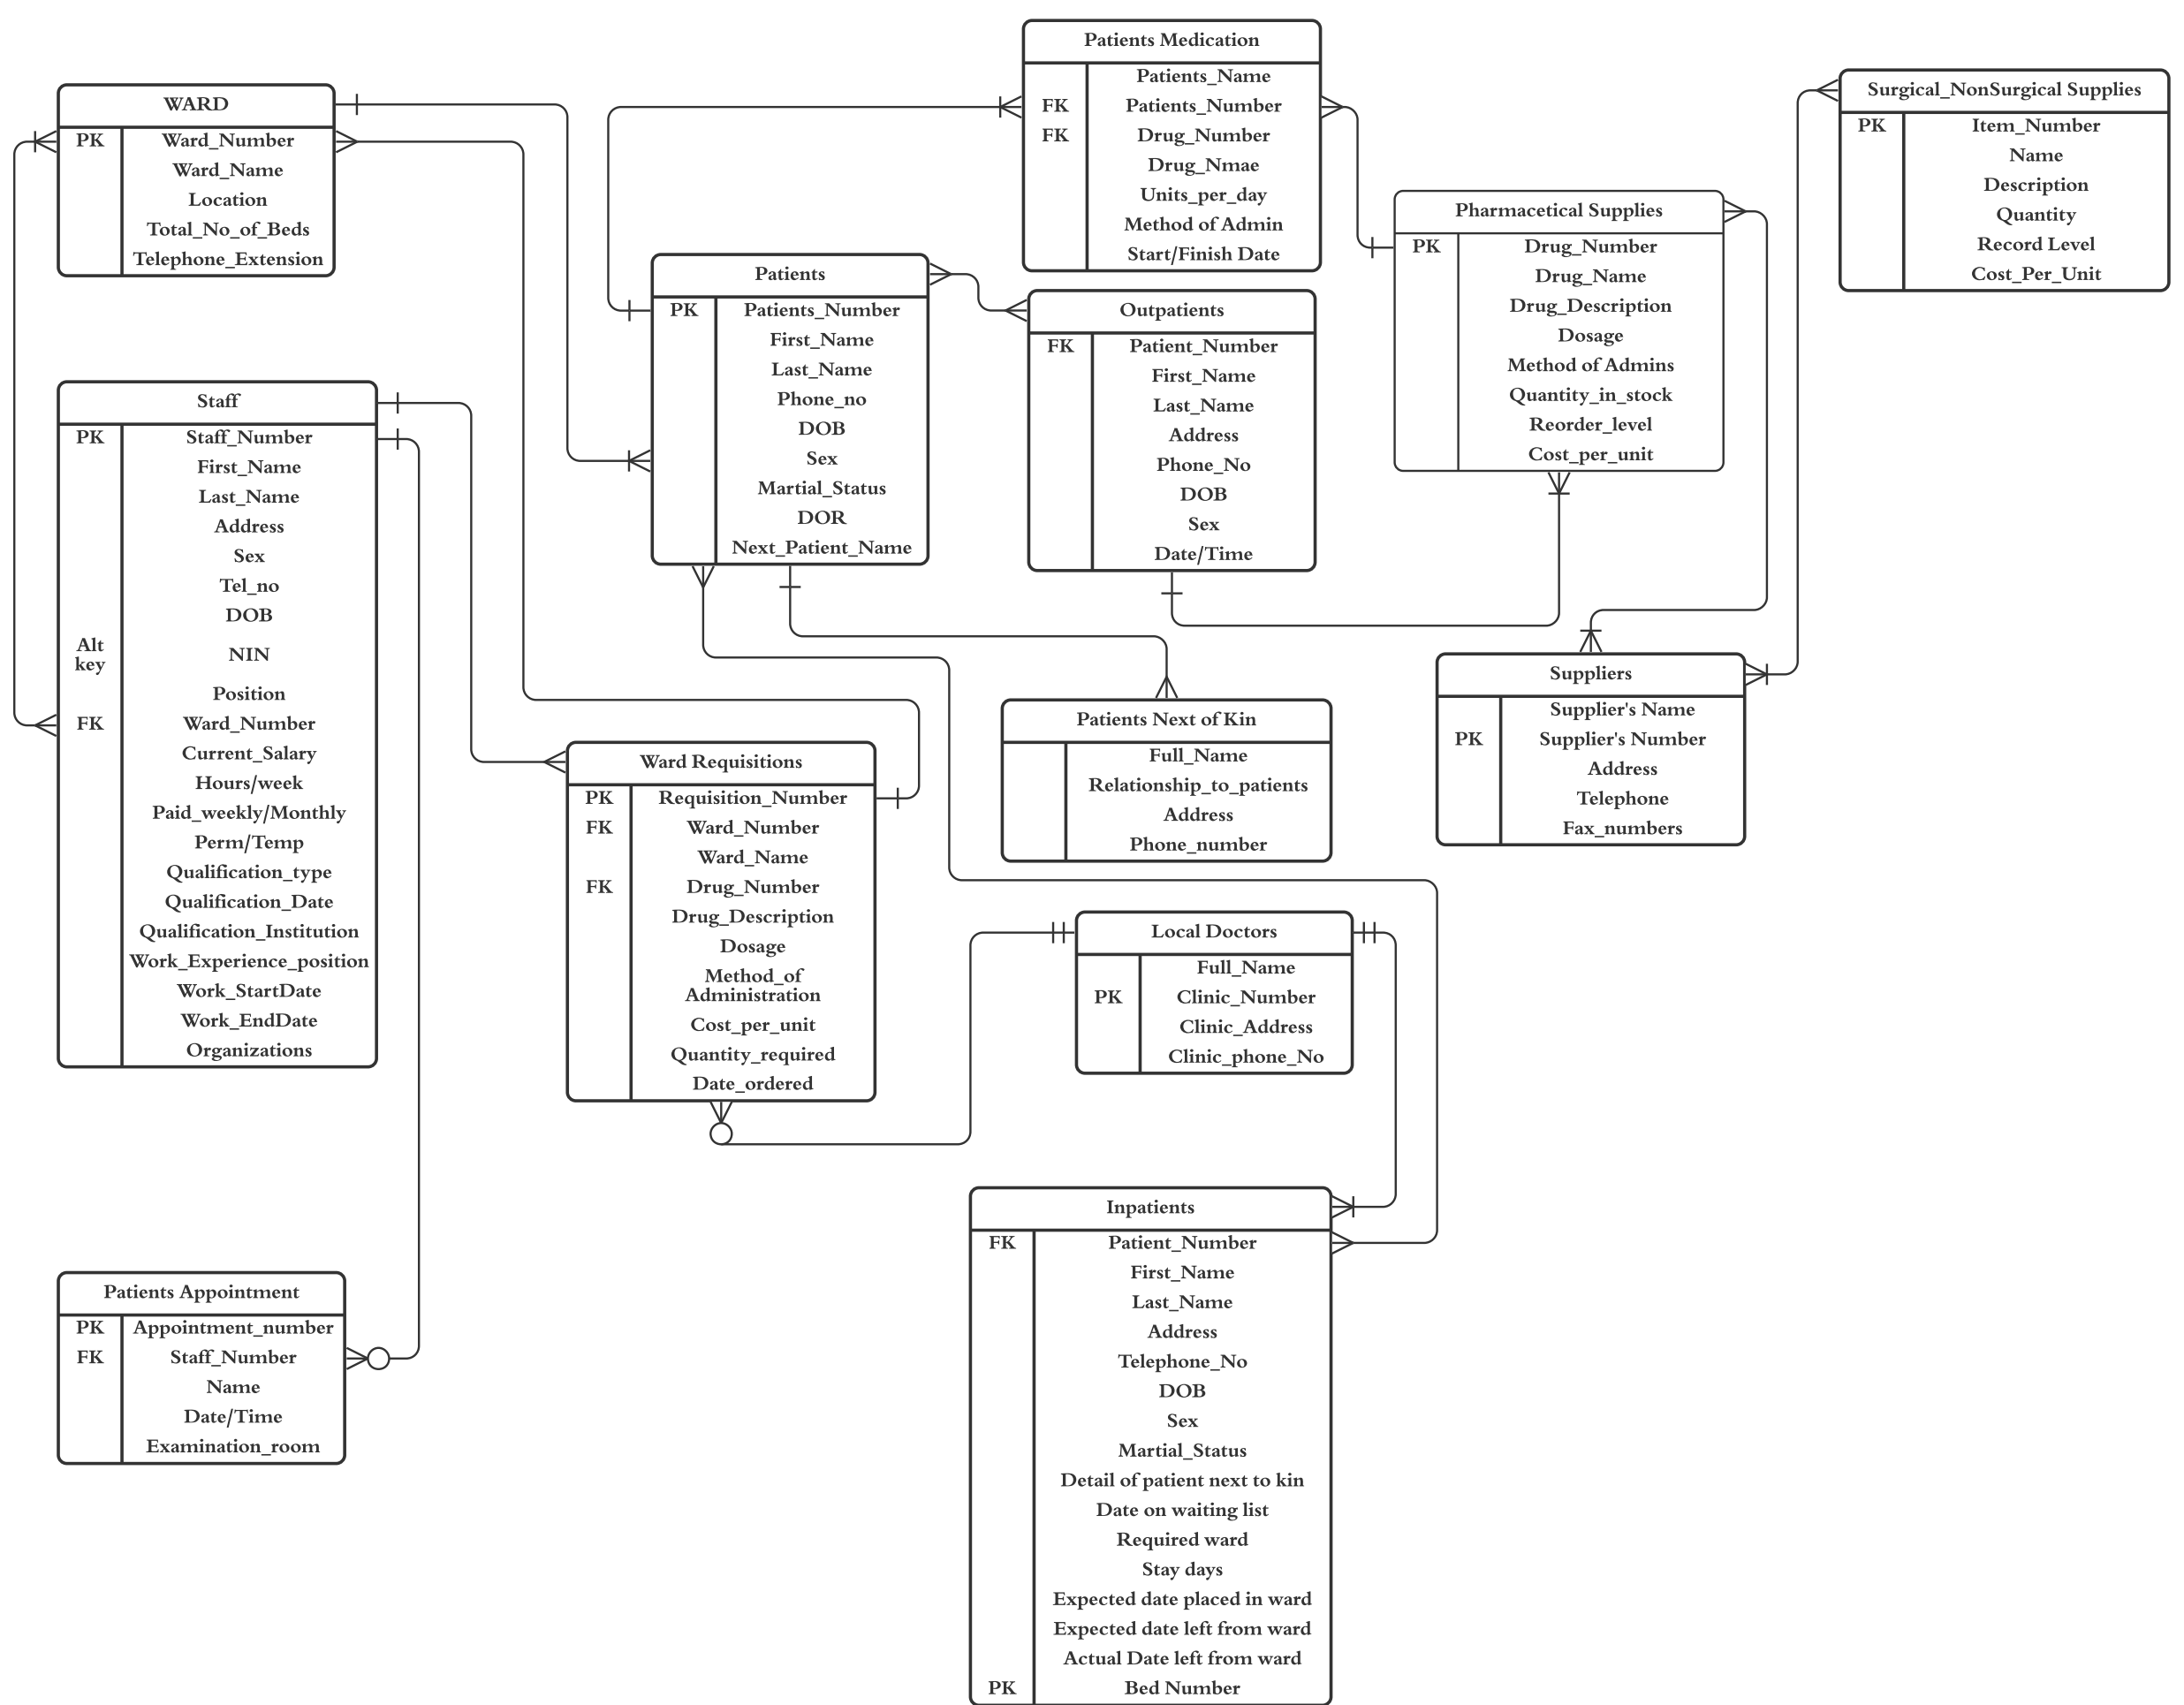 Patients Medication
Patients_Name
FK Patients_Number
FK Drug_Number
Drug_Nmae
Units_per_day
Method of Admin
Start/Finish Date
Surgical_NonSurgical Supplies
PK Item_Number
Name
Description
Quantity
Record Level
Cost_Per_Unit
WARD
PK Ward_Number
Ward_Name
Location
Total_No_of_Beds
Telephone_Extension
Pharmacetical Supplies
PK Drug_Number
Drug_Name
Drug_Description
Dosage
Method of Admins
Quantity_in_stock
Reorder_level
Cost_per_unit
Patients
PK Patients_Number
First_Name
Last_Name
Phone_no
DOB
Sex
Martial_Status
DOR
Next_Patient_Name
Outpatients
FK Patient_Number
First_Name
Last_Name
Address
Phone_No
DOB
Sex
Date/Time
Staff
PK Staff_Number
First_Name
Last_Name
Address
Sex
Tel_no
DOB
Alt
key NIN
Position
FK Ward_Number
Current_Salary
Hours/week
Paid_weekly/Monthly
Perm/Temp
Qualification_type
Qualification_Date
Qualification_Institution
Work_Experience_position
Work_StartDate
Work_EndDate
Organizations
Suppliers
Supplier's Name
PK Supplier's Number
Address
Telephone
Fax_numbers
Patients Next of Kin
Full_Name
Relationship_to_patients
Address
Phone_number
Ward Requisitions
PK Requisition_Number
FK Ward_Number
Ward_Name
FK Drug_Number
Drug_Description
Dosage
Method_of
Administration
Cost_per_unit
Quantity_required
Date_ordered
Local Doctors
Full_Name
PK Clinic_Number
Clinic_Address
Clinic_phone_No
Inpatients
FK Patient_Number
First_Name
Last_Name
Address
Telephone_No
DOB
Sex
Martial_Status
Detail of patient next to kin
Date on waiting list
Required ward
Stay days
Expected date placed in ward
Expected date left from ward
Actual Date left from ward
PK Bed Number
Patients Appointment
PK Appointment_number
FK Staff_Number
Name
Date/Time
Examination_room